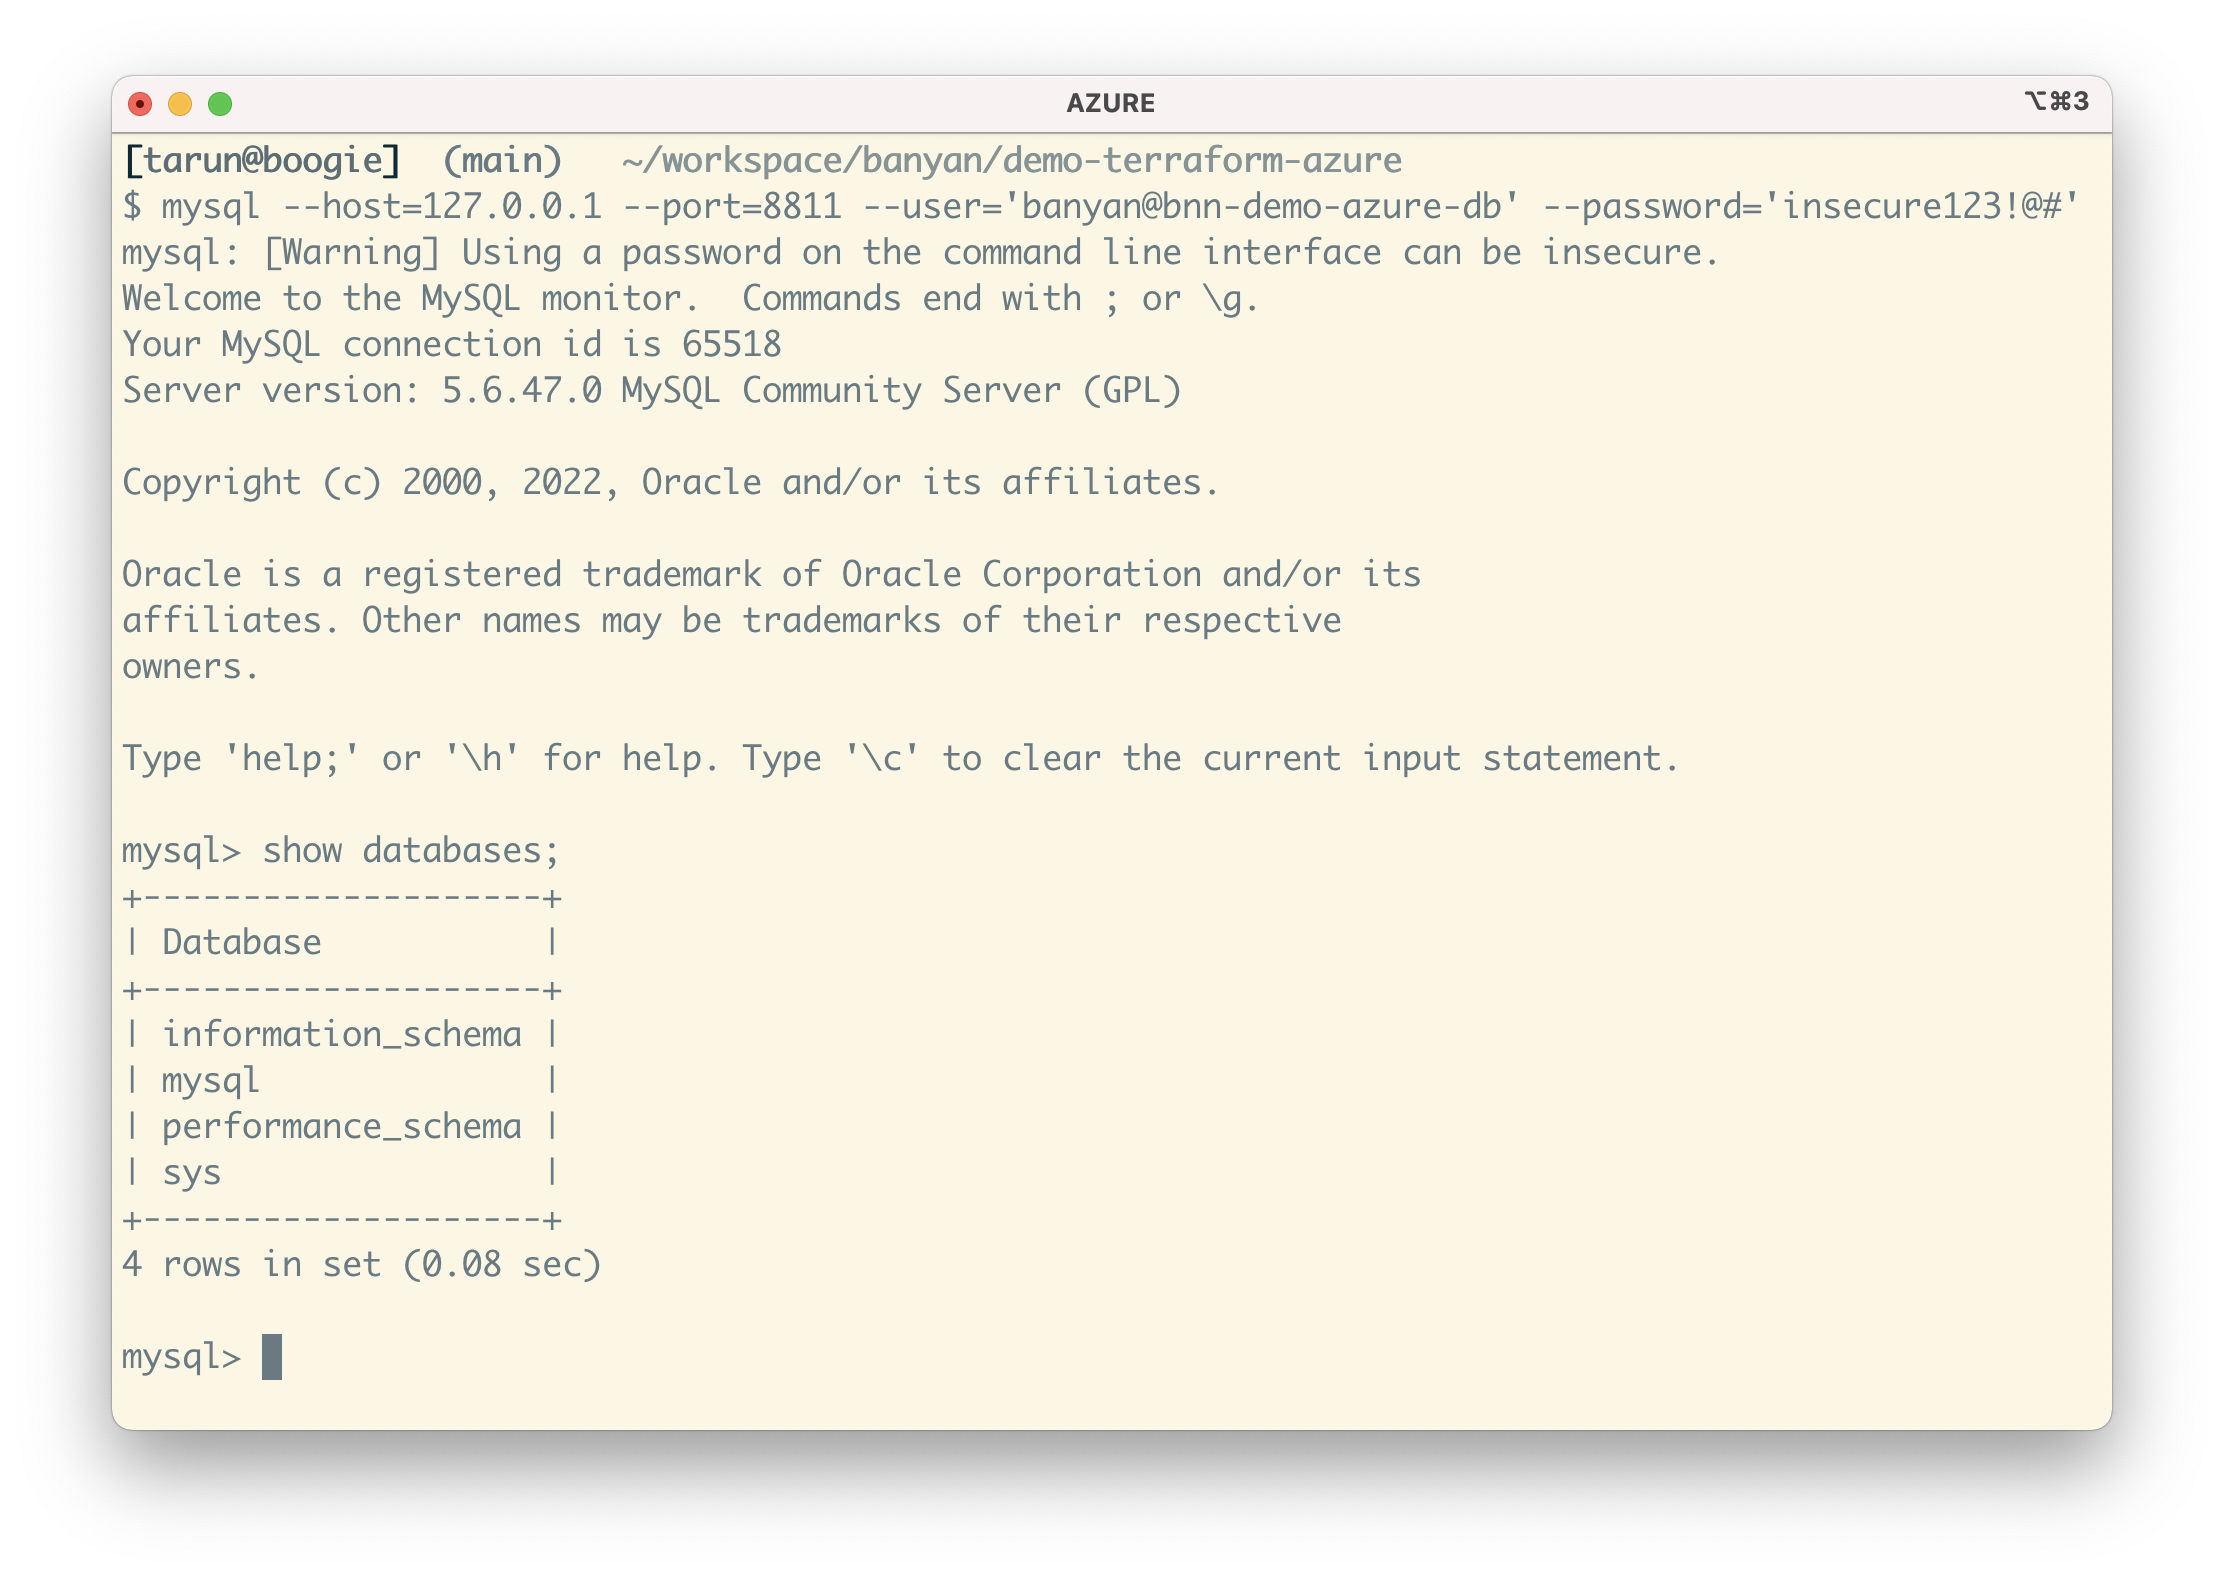 AZURE ⌥⌘3
[tarun@boogie]  (main)   ~/workspace/banyan/demo-terraform-azure
$ mysql --host=127.0.0.1 --port=8811 --user='banyan@bnn-demo-azure-db' --password='insecure123!@#'
mysql: [Warning] Using a password on the command line interface can be insecure.
Welcome to the MySQL monitor.  Commands end with ; or \g.
Your MySQL connection id is 65518
Server version: 5.6.47.0 MySQL Community Server (GPL)

Copyright (c) 2000, 2022, Oracle and/or its affiliates.

Oracle is a registered trademark of Oracle Corporation and/or its
affiliates. Other names may be trademarks of their respective
owners.

Type 'help;' or '\h' for help. Type '\c' to clear the current input statement.

mysql> show databases;
+--------------------+
| Database           |
+--------------------+
| information_schema |
| mysql              |
| performance_schema |
| sys                |
+--------------------+
4 rows in set (0.08 sec)

mysql>